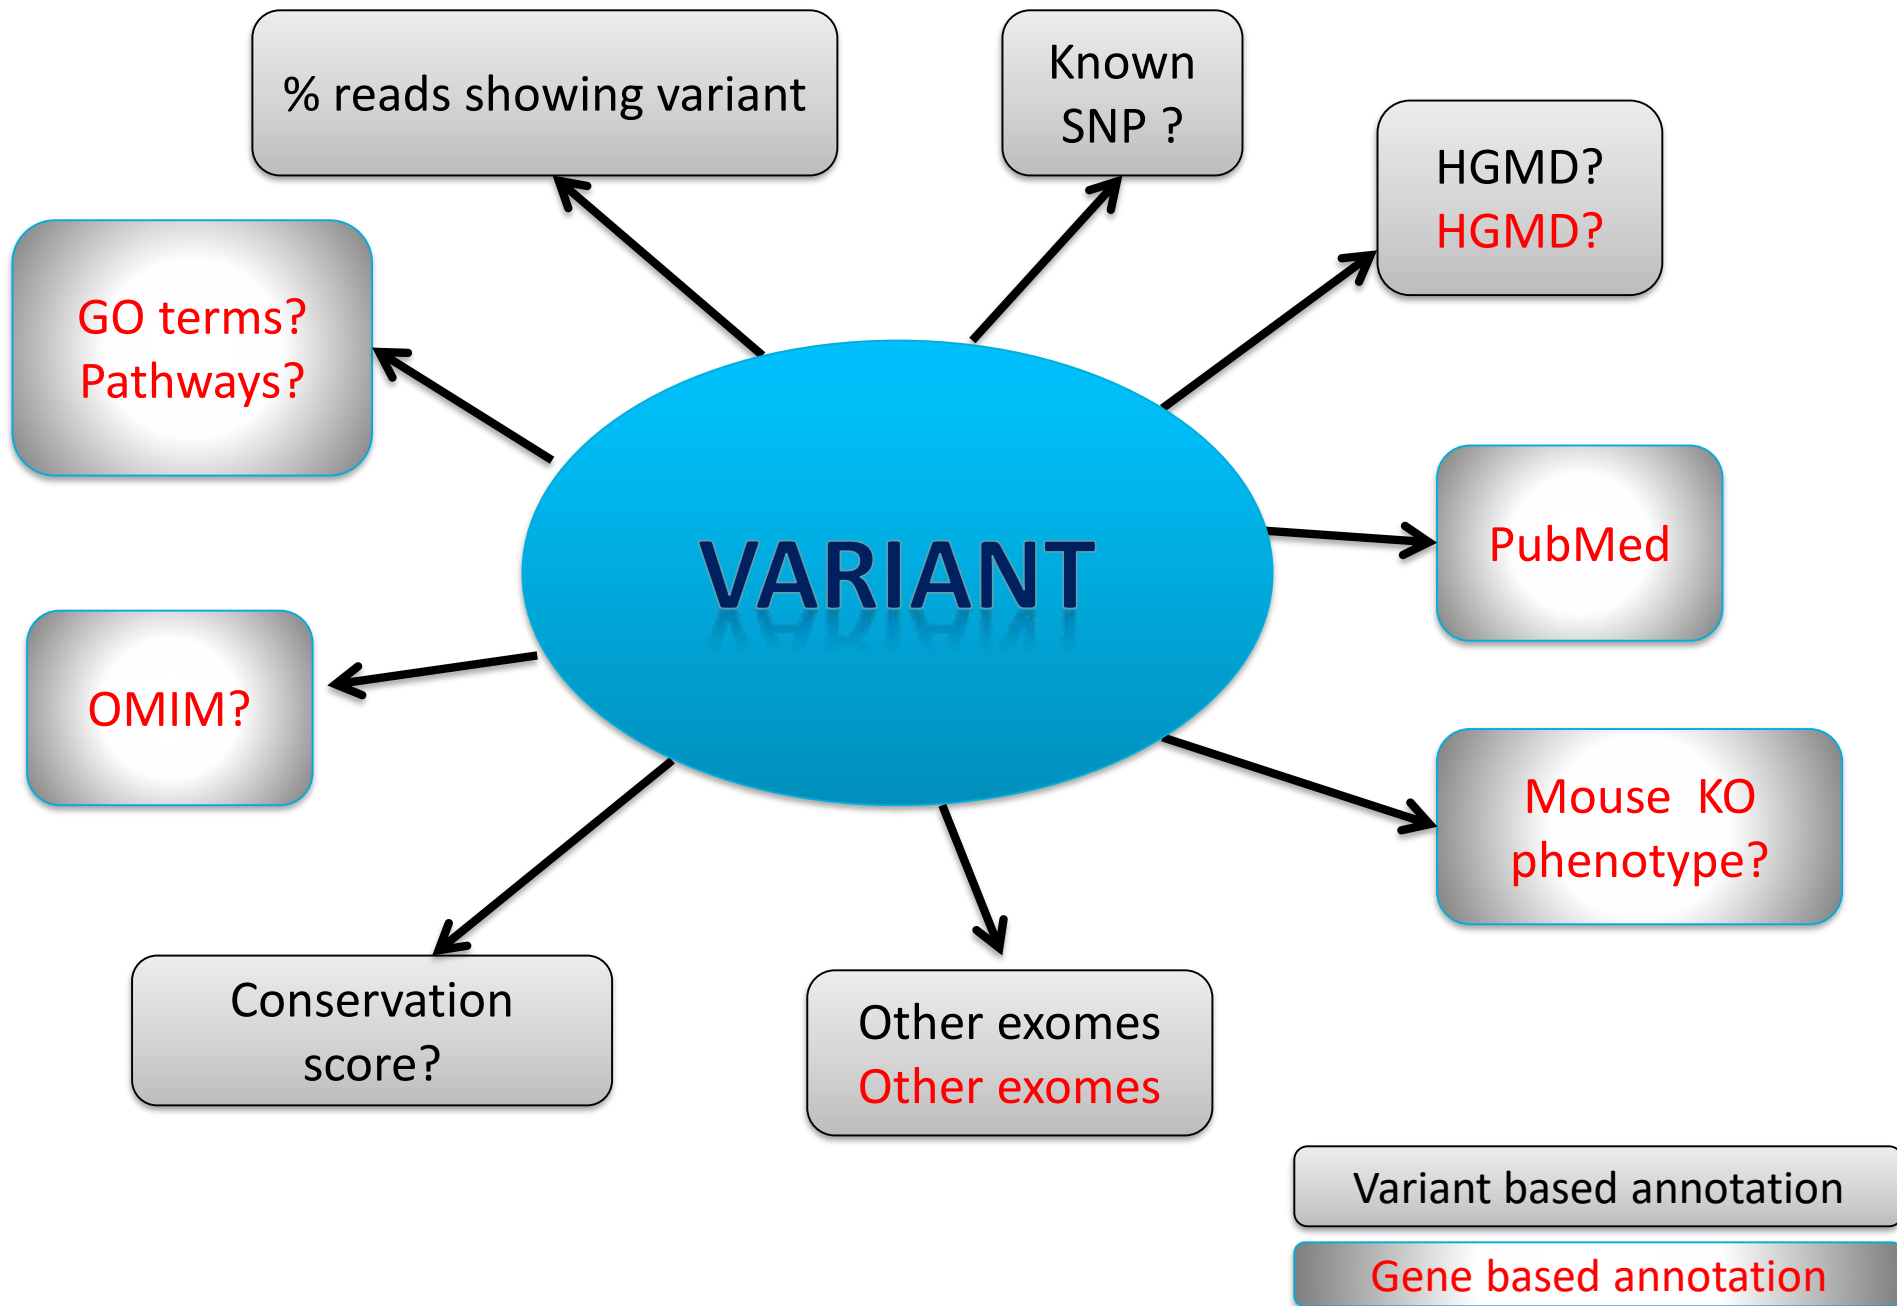 % reads showing variant
Known
SNP ?
HGMD?
HGMD?
GO terms?
Pathways?
VARIANT
PubMed
OMIM?
Mouse  KO
phenotype?
Conservation
score?
Other exomes
Other exomes
Variant based annotation
Gene based annotation